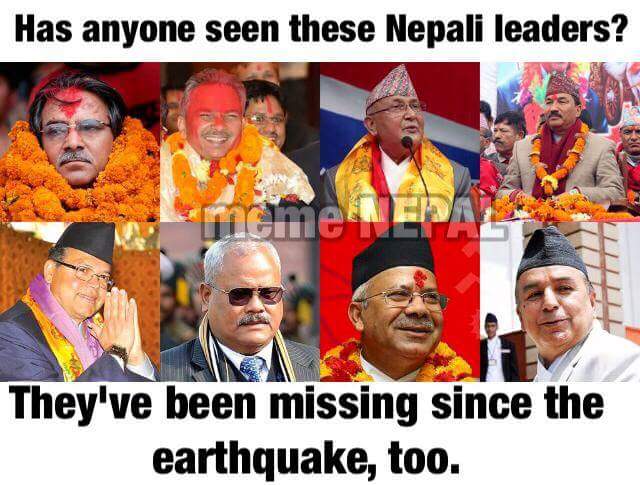 Has anyone seen these Nepali leaders?
meme NEPAL
They've been missing since the
earthquake, too.